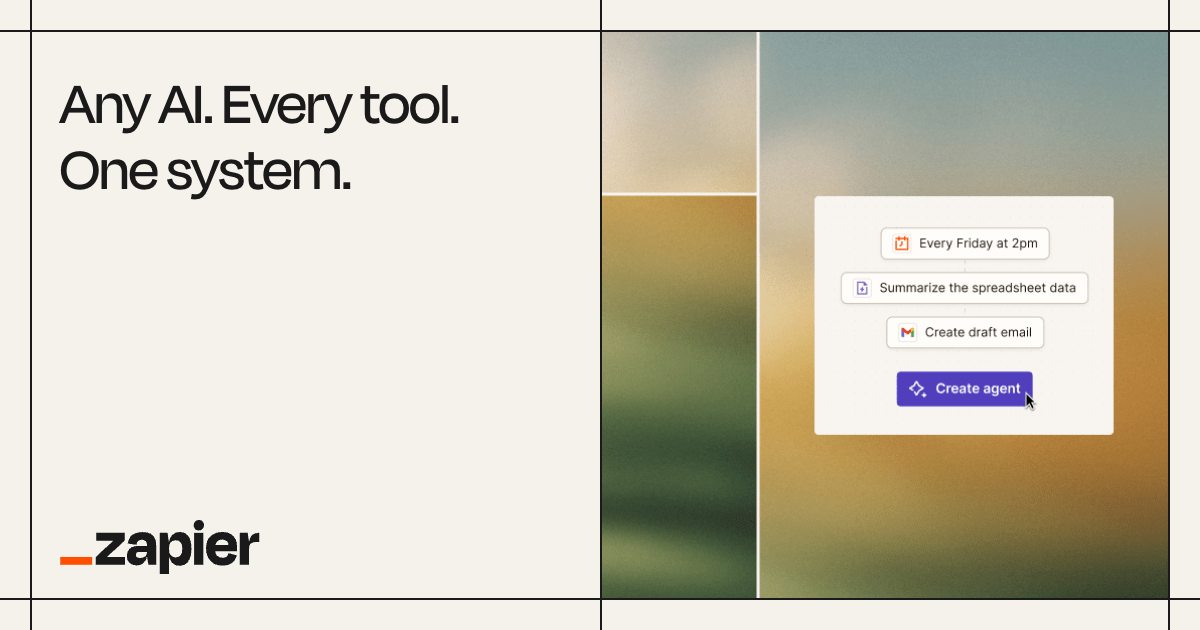 Any AI. Every tool.
One system.
Every Friday at 2pm
Summarize the spreadsheet data
Create draft email
Create agent
zapier